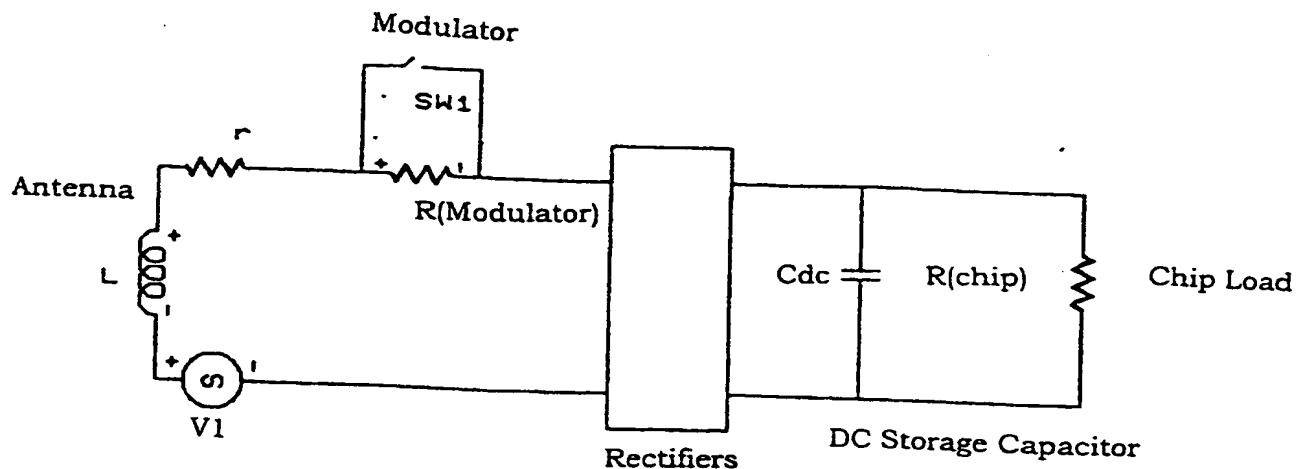 Modulator
SW1
r
+ -
Antenna
R(Modulator)
+
L
Cdc
R(chip)
Chip Load
-
+ -
S
V1
DC Storage Capacitor
Rectifiers